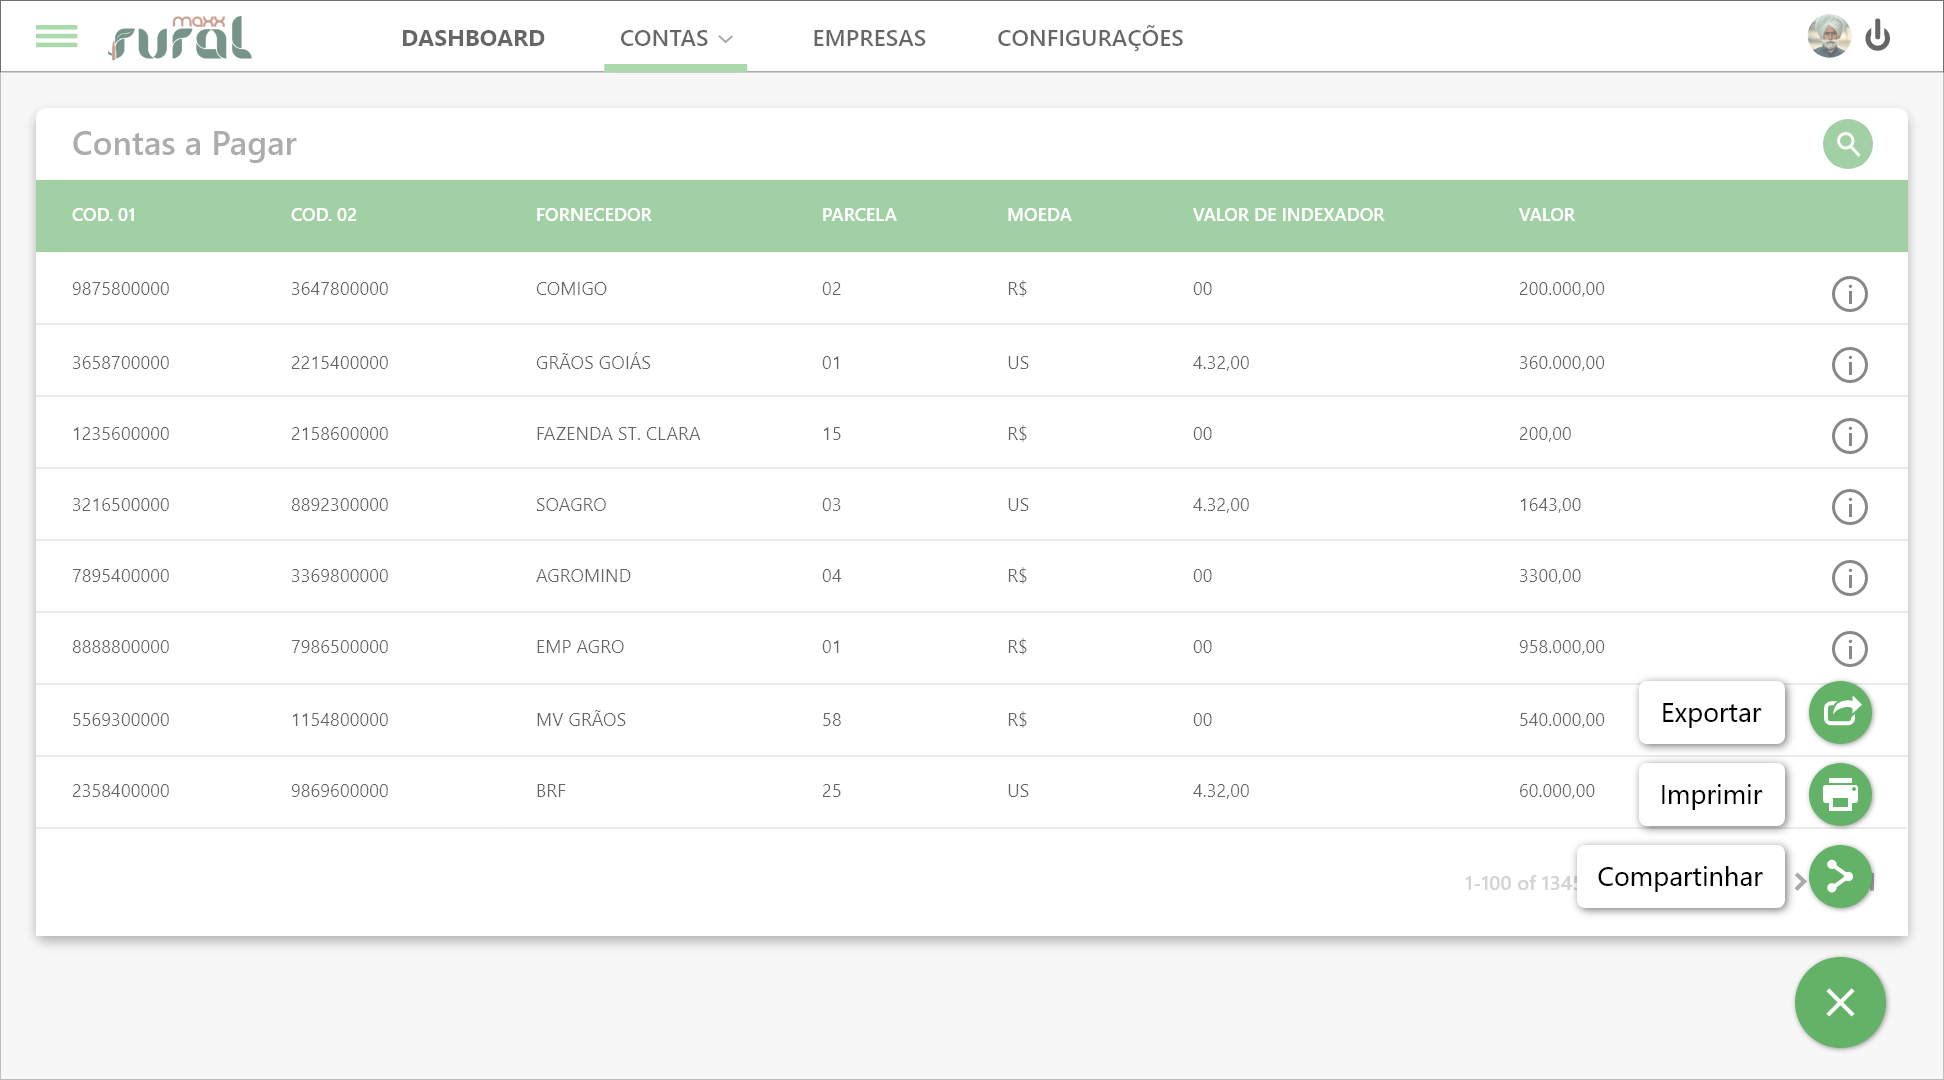 maxx
rural
DASHBOARD CONTAS EMPRESAS CONFIGURAÇÕES
Contas a Pagar
COD. 01 COD. 02 FORNECEDOR PARCELA MOEDA VALOR DE INDEXADOR VALOR
9875800000 3647800000 COMIGO 02 R$ 00 200.000,00
3658700000 2215400000 GRÃOS GOIÁS 01 US 4.32,00 360.000,00
1235600000 2158600000 FAZENDA ST. CLARA 15 R$ 00 200,00
3216500000 8892300000 SOAGRO 03 US 4.32,00 1643,00
7895400000 3369800000 AGROMIND 04 R$ 00 3300,00
8888800000 7986500000 EMP AGRO 01 R$ 00 958.000,00
5569300000 1154800000 MV GRÃOS 58 R$ 00 540.000,00
Exportar
2358400000 9869600000 BRF 25 US 4.32,00 60.000,00
Imprimir
1-100 of
Compartinhar